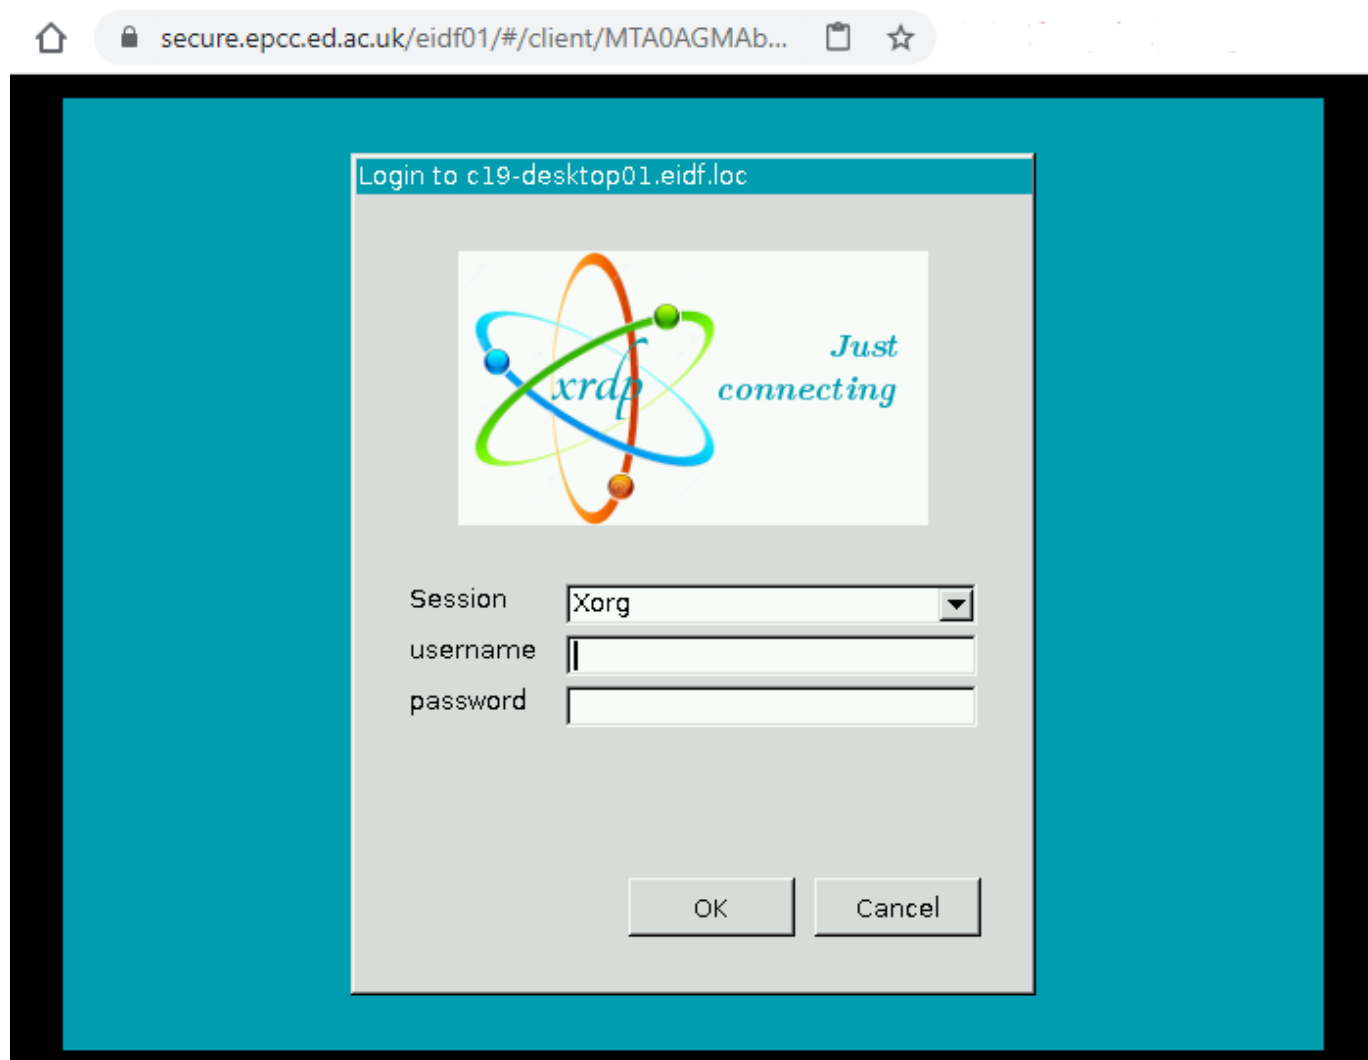 secure.epcc.ed.ac.uk/eidf01/#/client/MTA0AGMAb...
Login to c19-desktop01.eidf.loc
xrdp
Just
connecting
Session
Xorg
username
password
OK
Cancel